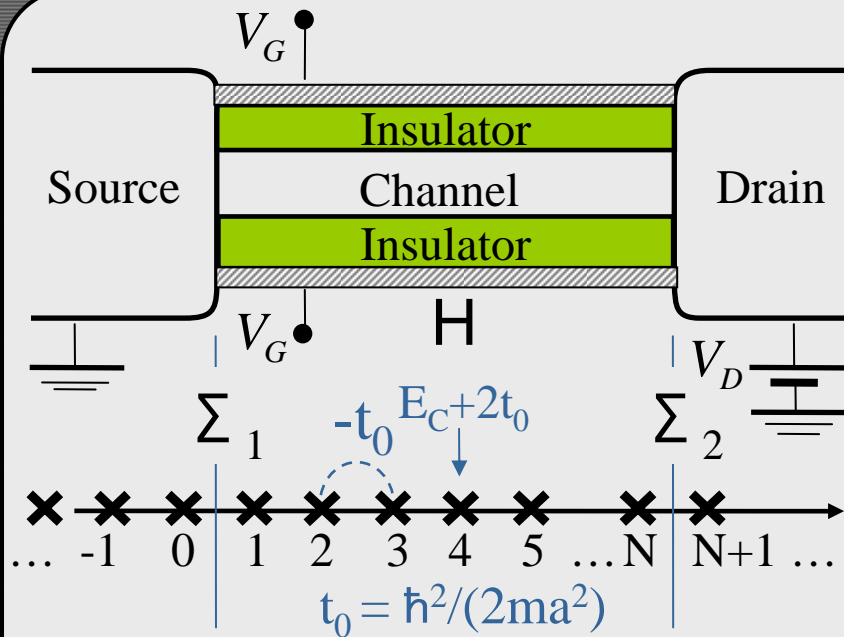 V_G
Insulator
Source Channel Drain
Insulator
V_G H V_D
Σ 1 -t₀ E_C+2t₀ Σ 2
... -1 0 1 2 3 4 5 ... N N+1 ...
t₀ = ħ²/(2ma²)